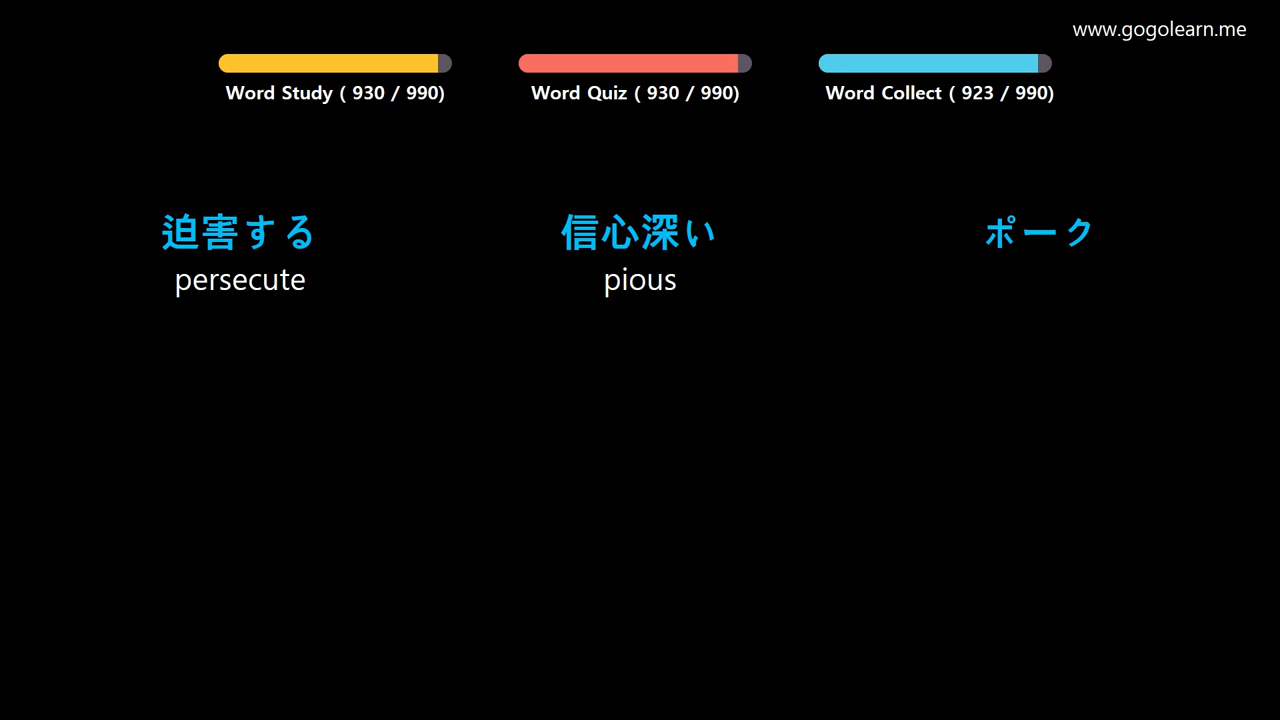 www.gogolearn.me
Word Study ( 930 / 990)
Word Quiz ( 930 / 990)
Word Collect ( 923 / 990)
迫害する
persecute
信心深い
pious
ポーク